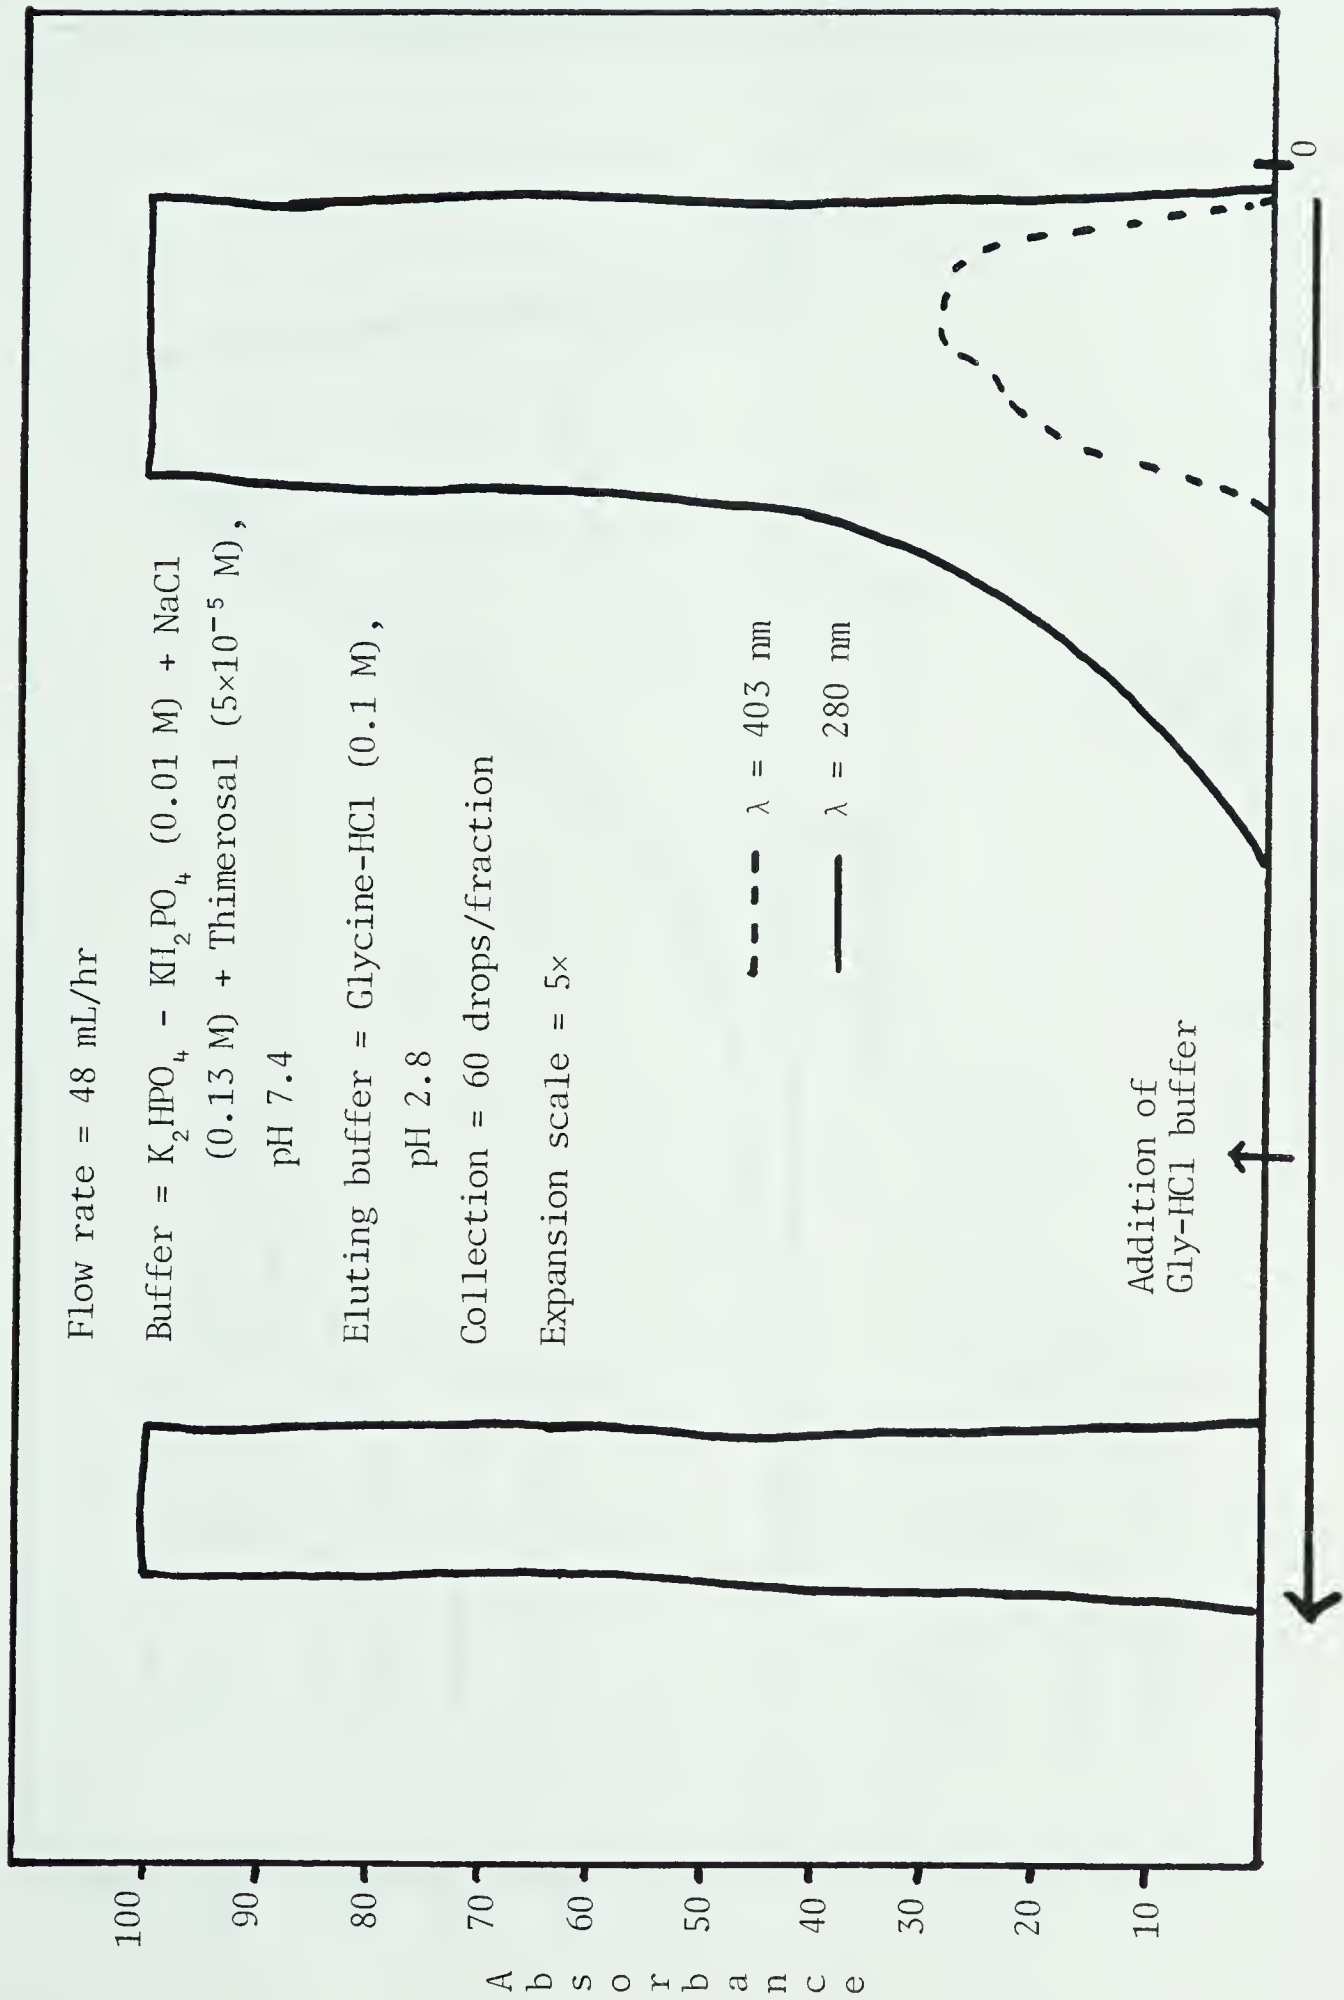 Flow rate = 48 mL/hr
Buffer = K₂HPO₄ - KH₂PO₄ (0.01 M) + NaCl
(0.13 M) + Thimerosal (5×10⁻⁵ M),
pH 7.4
Eluting buffer = Glycine-HCl (0.1 M),
pH 2.8
Collection = 60 drops/fraction
Expansion scale = 5×
λ = 403 nm
λ = 280 nm
Addition of
Gly-HCl buffer
100
90
80
70
60
50
40
30
20
10
Absorbance
0